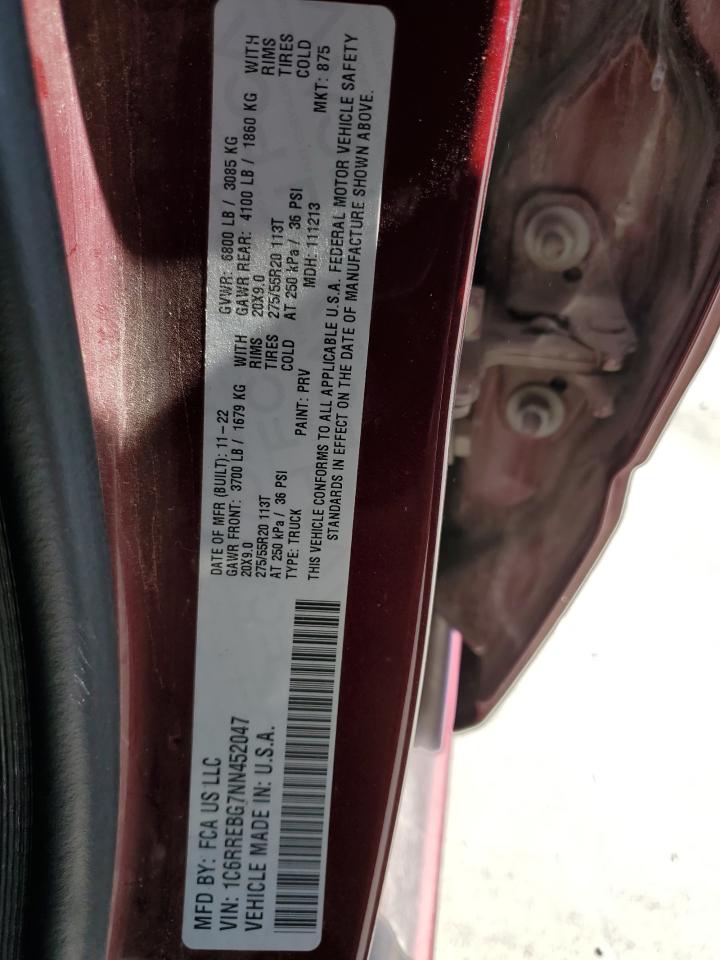 MFD BY: FCA US LLC
VIN: 1C6RREBG7NN452047
VEHICLE MADE IN: U.S.A.
DATE OF MFR (BUILT): 11-22 GVWR: 6800 LB / 3085 KG
GAWR FRONT: 3700 LB / 1679 KG WITH GAWR REAR: 4100 LB / 1860 KG WITH
20X9.0 RIMS 20X9.0 RIMS
275/55R20 113T TIRES 275/55R20 113T TIRES
AT 250 kPa / 36 PSI COLD AT 250 kPa / 36 PSI COLD
TYPE: TRUCK PAINT: PRV MDH: 111213 MKT: 875
THIS VEHICLE CONFORMS TO ALL APPLICABLE U.S.A. FEDERAL MOTOR VEHICLE SAFETY
STANDARDS IN EFFECT ON THE DATE OF MANUFACTURE SHOWN ABOVE.